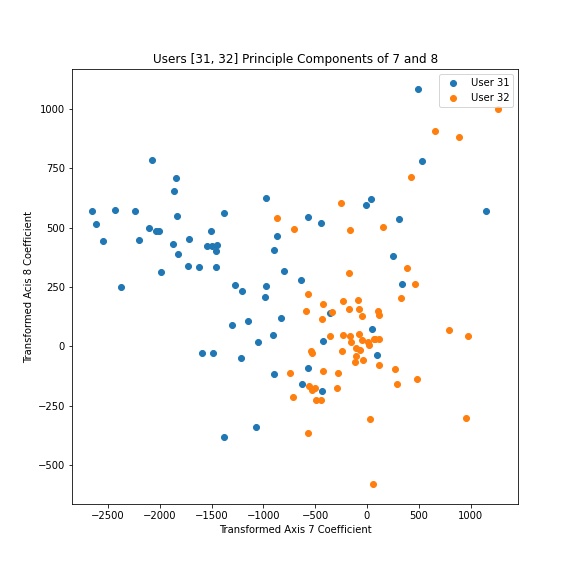 Users [31, 32] Principle Components of 7 and 8
User 31
User 32
1000
750
500
250
0
−250
−500
Transformed Acis 8 Coefficient
−2500 −2000 −1500 −1000 −500 0 500 1000
Transformed Axis 7 Coefficient